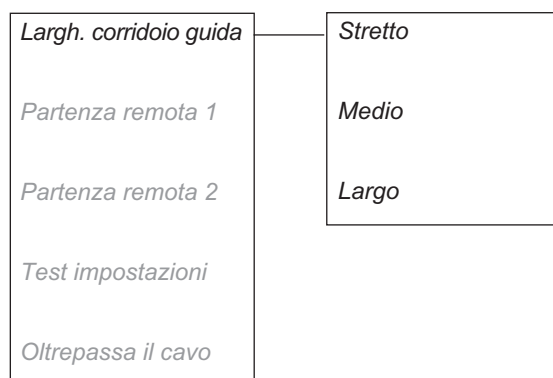 Largh. corridoio guida
Stretto
Partenza remota 1
Medio
Partenza remota 2
Largo
Test impostazioni
Oltrepassa il cavo